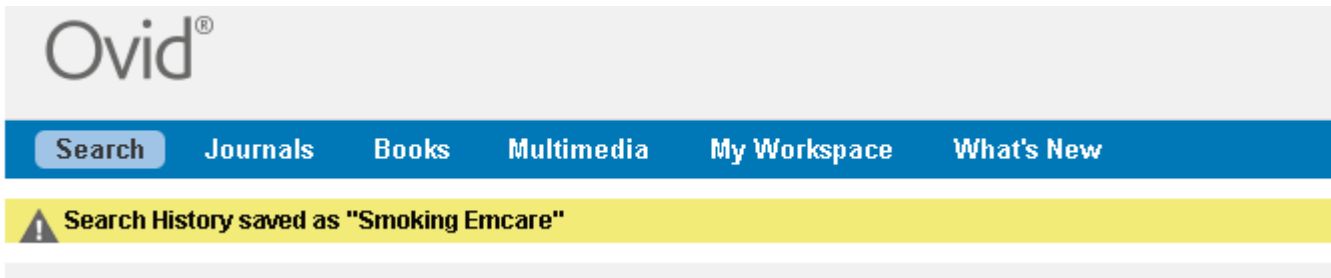 Ovid®
Search Journals Books Multimedia My Workspace What's New
Search History saved as "Smoking Emcare"